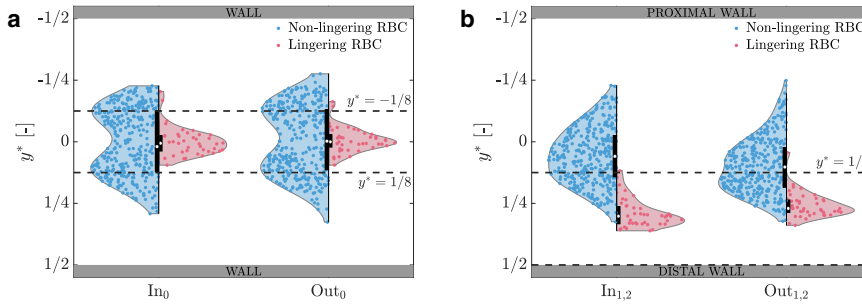 a
WALL
Non-lingering RBC
Lingering RBC
y* = −1/8
y* = 1/8
WALL
-1/2
-1/4
0
1/4
1/2
y* [-]
In₀
Out₀
b
PROXIMAL WALL
Non-lingering RBC
Lingering RBC
y* = 1/
DISTAL WALL
-1/2
-1/4
0
1/4
1/2
y* [-]
In₁,₂
Out₁,₂